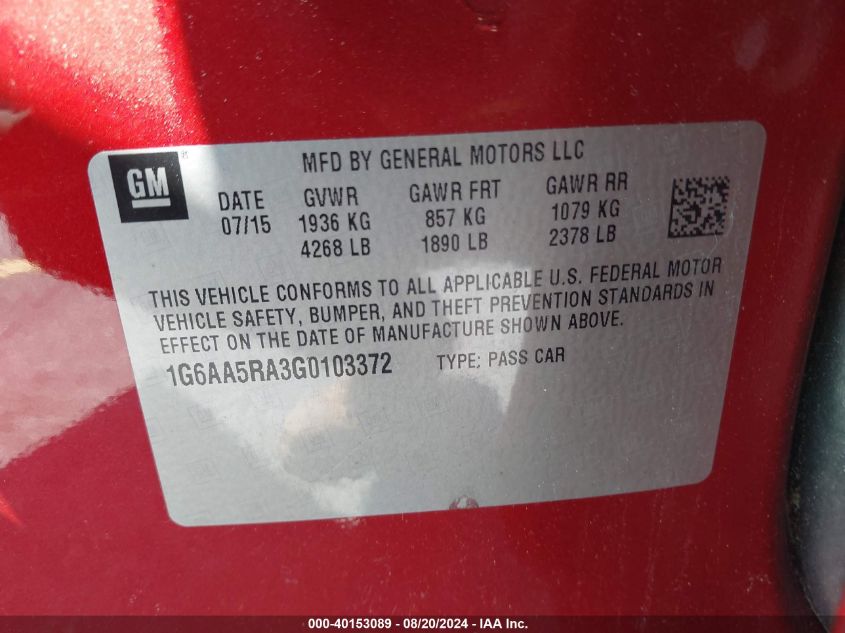 GM
MFD BY GENERAL MOTORS LLC
DATE GVWR GAWR FRT GAWR RR
07/15 1936 KG 857 KG 1079 KG
4268 LB 1890 LB 2378 LB
THIS VEHICLE CONFORMS TO ALL APPLICABLE U.S. FEDERAL MOTOR
VEHICLE SAFETY, BUMPER, AND THEFT PREVENTION STANDARDS IN
EFFECT ON THE DATE OF MANUFACTURE SHOWN ABOVE.
1G6AA5RA3G0103372 TYPE: PASS CAR
000-40153089 - 08/20/2024 - IAA Inc.